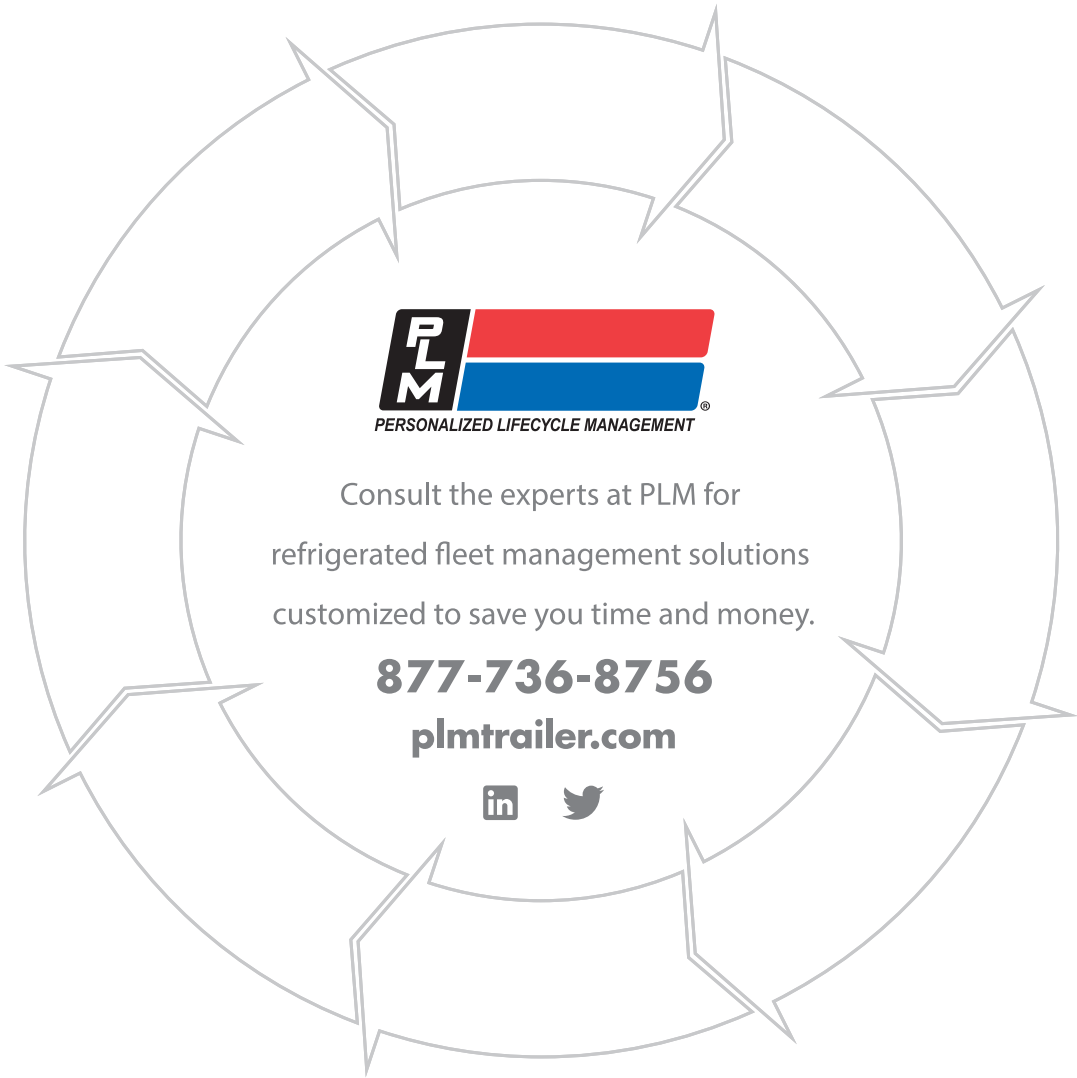 PLM
PERSONALIZED LIFECYCLE MANAGEMENT®
Consult the experts at PLM for
refrigerated fleet management solutions
customized to save you time and money.
877-736-8756
plmtrailer.com
in